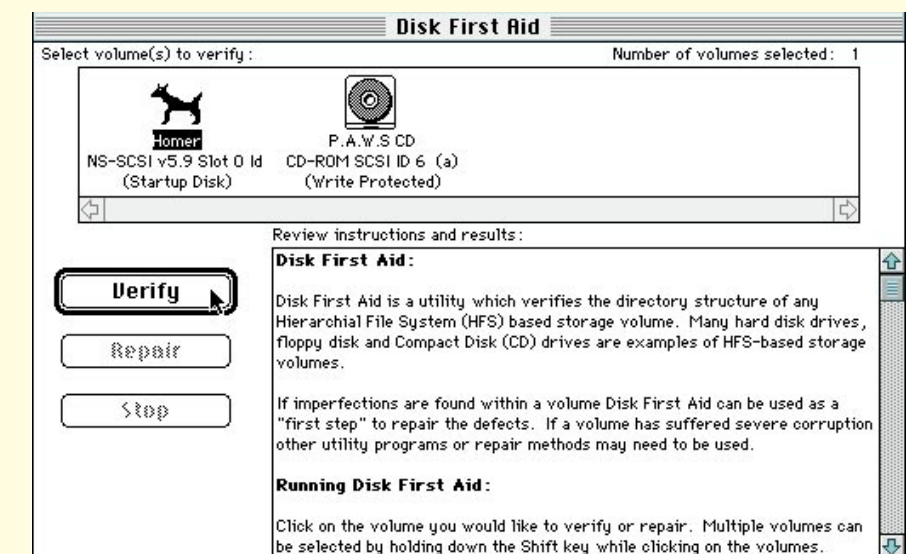 Disk First Aid
Select volume(s) to verify:
Number of volumes selected: 1
Homer
NS-SCSI v5.9 Slot 0 Id
(Startup Disk)
P.A.W.S CD
CD-ROM SCSI ID 6 (a)
(Write Protected)
Review instructions and results:
Verify
Repair
Stop
Disk First Aid:
Disk First Aid is a utility which verifies the directory structure of any
Hierarchial File System (HFS) based storage volume. Many hard disk drives,
floppy disk and Compact Disk (CD) drives are examples of HFS-based storage
volumes.
If imperfections are found within a volume Disk First Aid can be used as a
"first step" to repair the defects. If a volume has suffered severe corruption
other utility programs or repair methods may need to be used.
Running Disk First Aid:
Click on the volume you would like to verify or repair. Multiple volumes can
be selected by holding down the Shift key while clicking on the volumes.